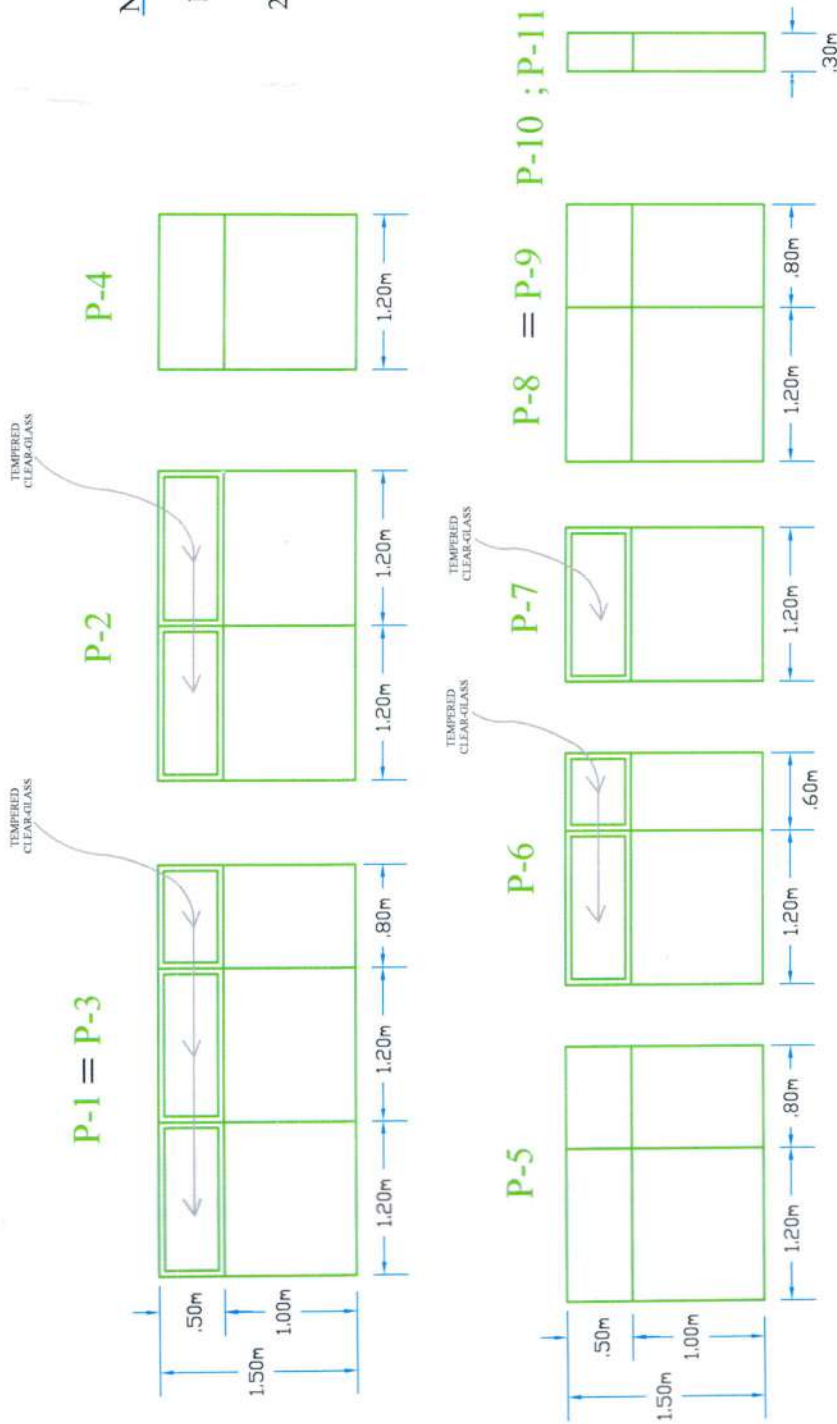 P-1 = P-3
TEMPERED
CLEAR-GLASS
.50m
1.00m
1.50m
1.20m
1.20m
.80m
P-2
TEMPERED
CLEAR-GLASS
1.20m
1.20m
P-4
1.20m
N
1
2
P-5
.50m
1.00m
1.50m
1.20m
.80m
P-6
TEMPERED
CLEAR-GLASS
1.20m
.60m
P-7
TEMPERED
CLEAR-GLASS
1.20m
P-8 = P-9
1.20m
.80m
P-10 ; P-11
.30m